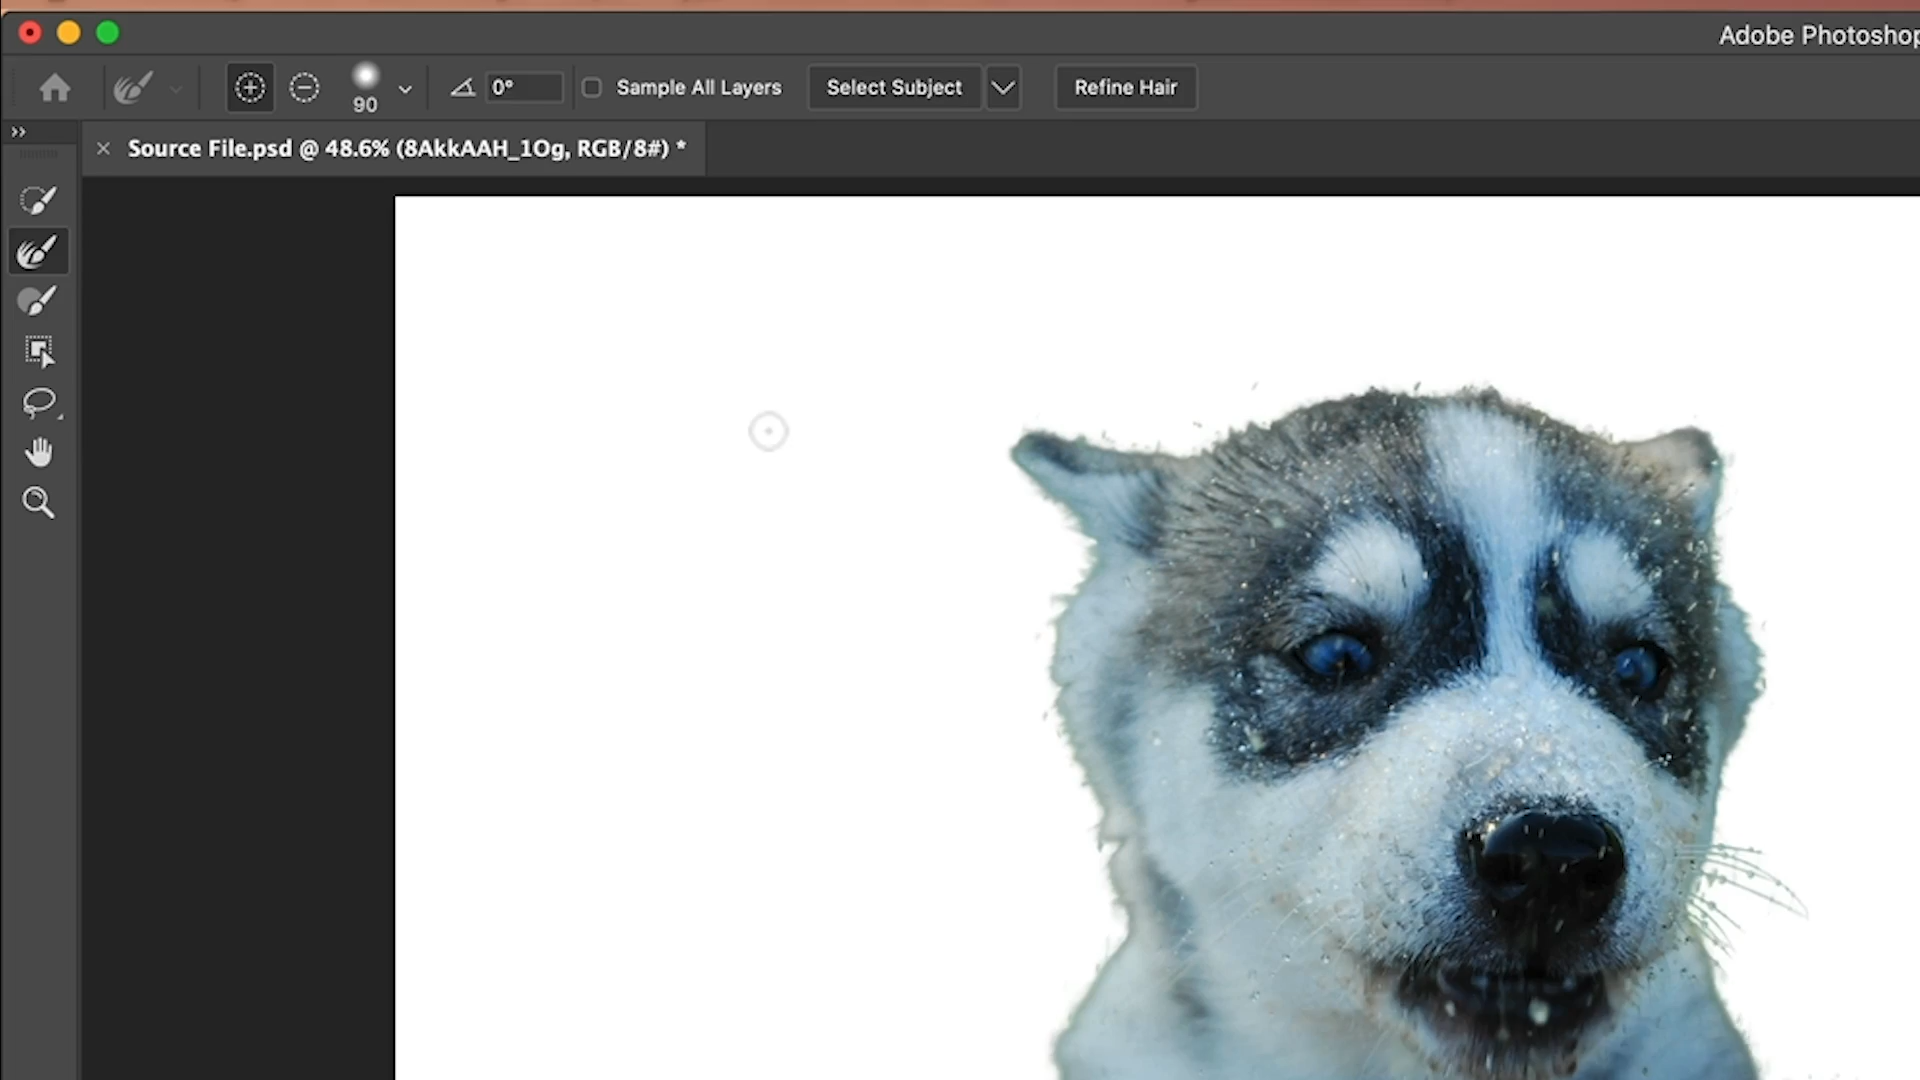 Adobe Photoshop
90
0°
Sample All Layers
Select Subject
Refine Hair
Source File.psd @ 48.6% (8AkkAAH_1Og, RGB/8#) *